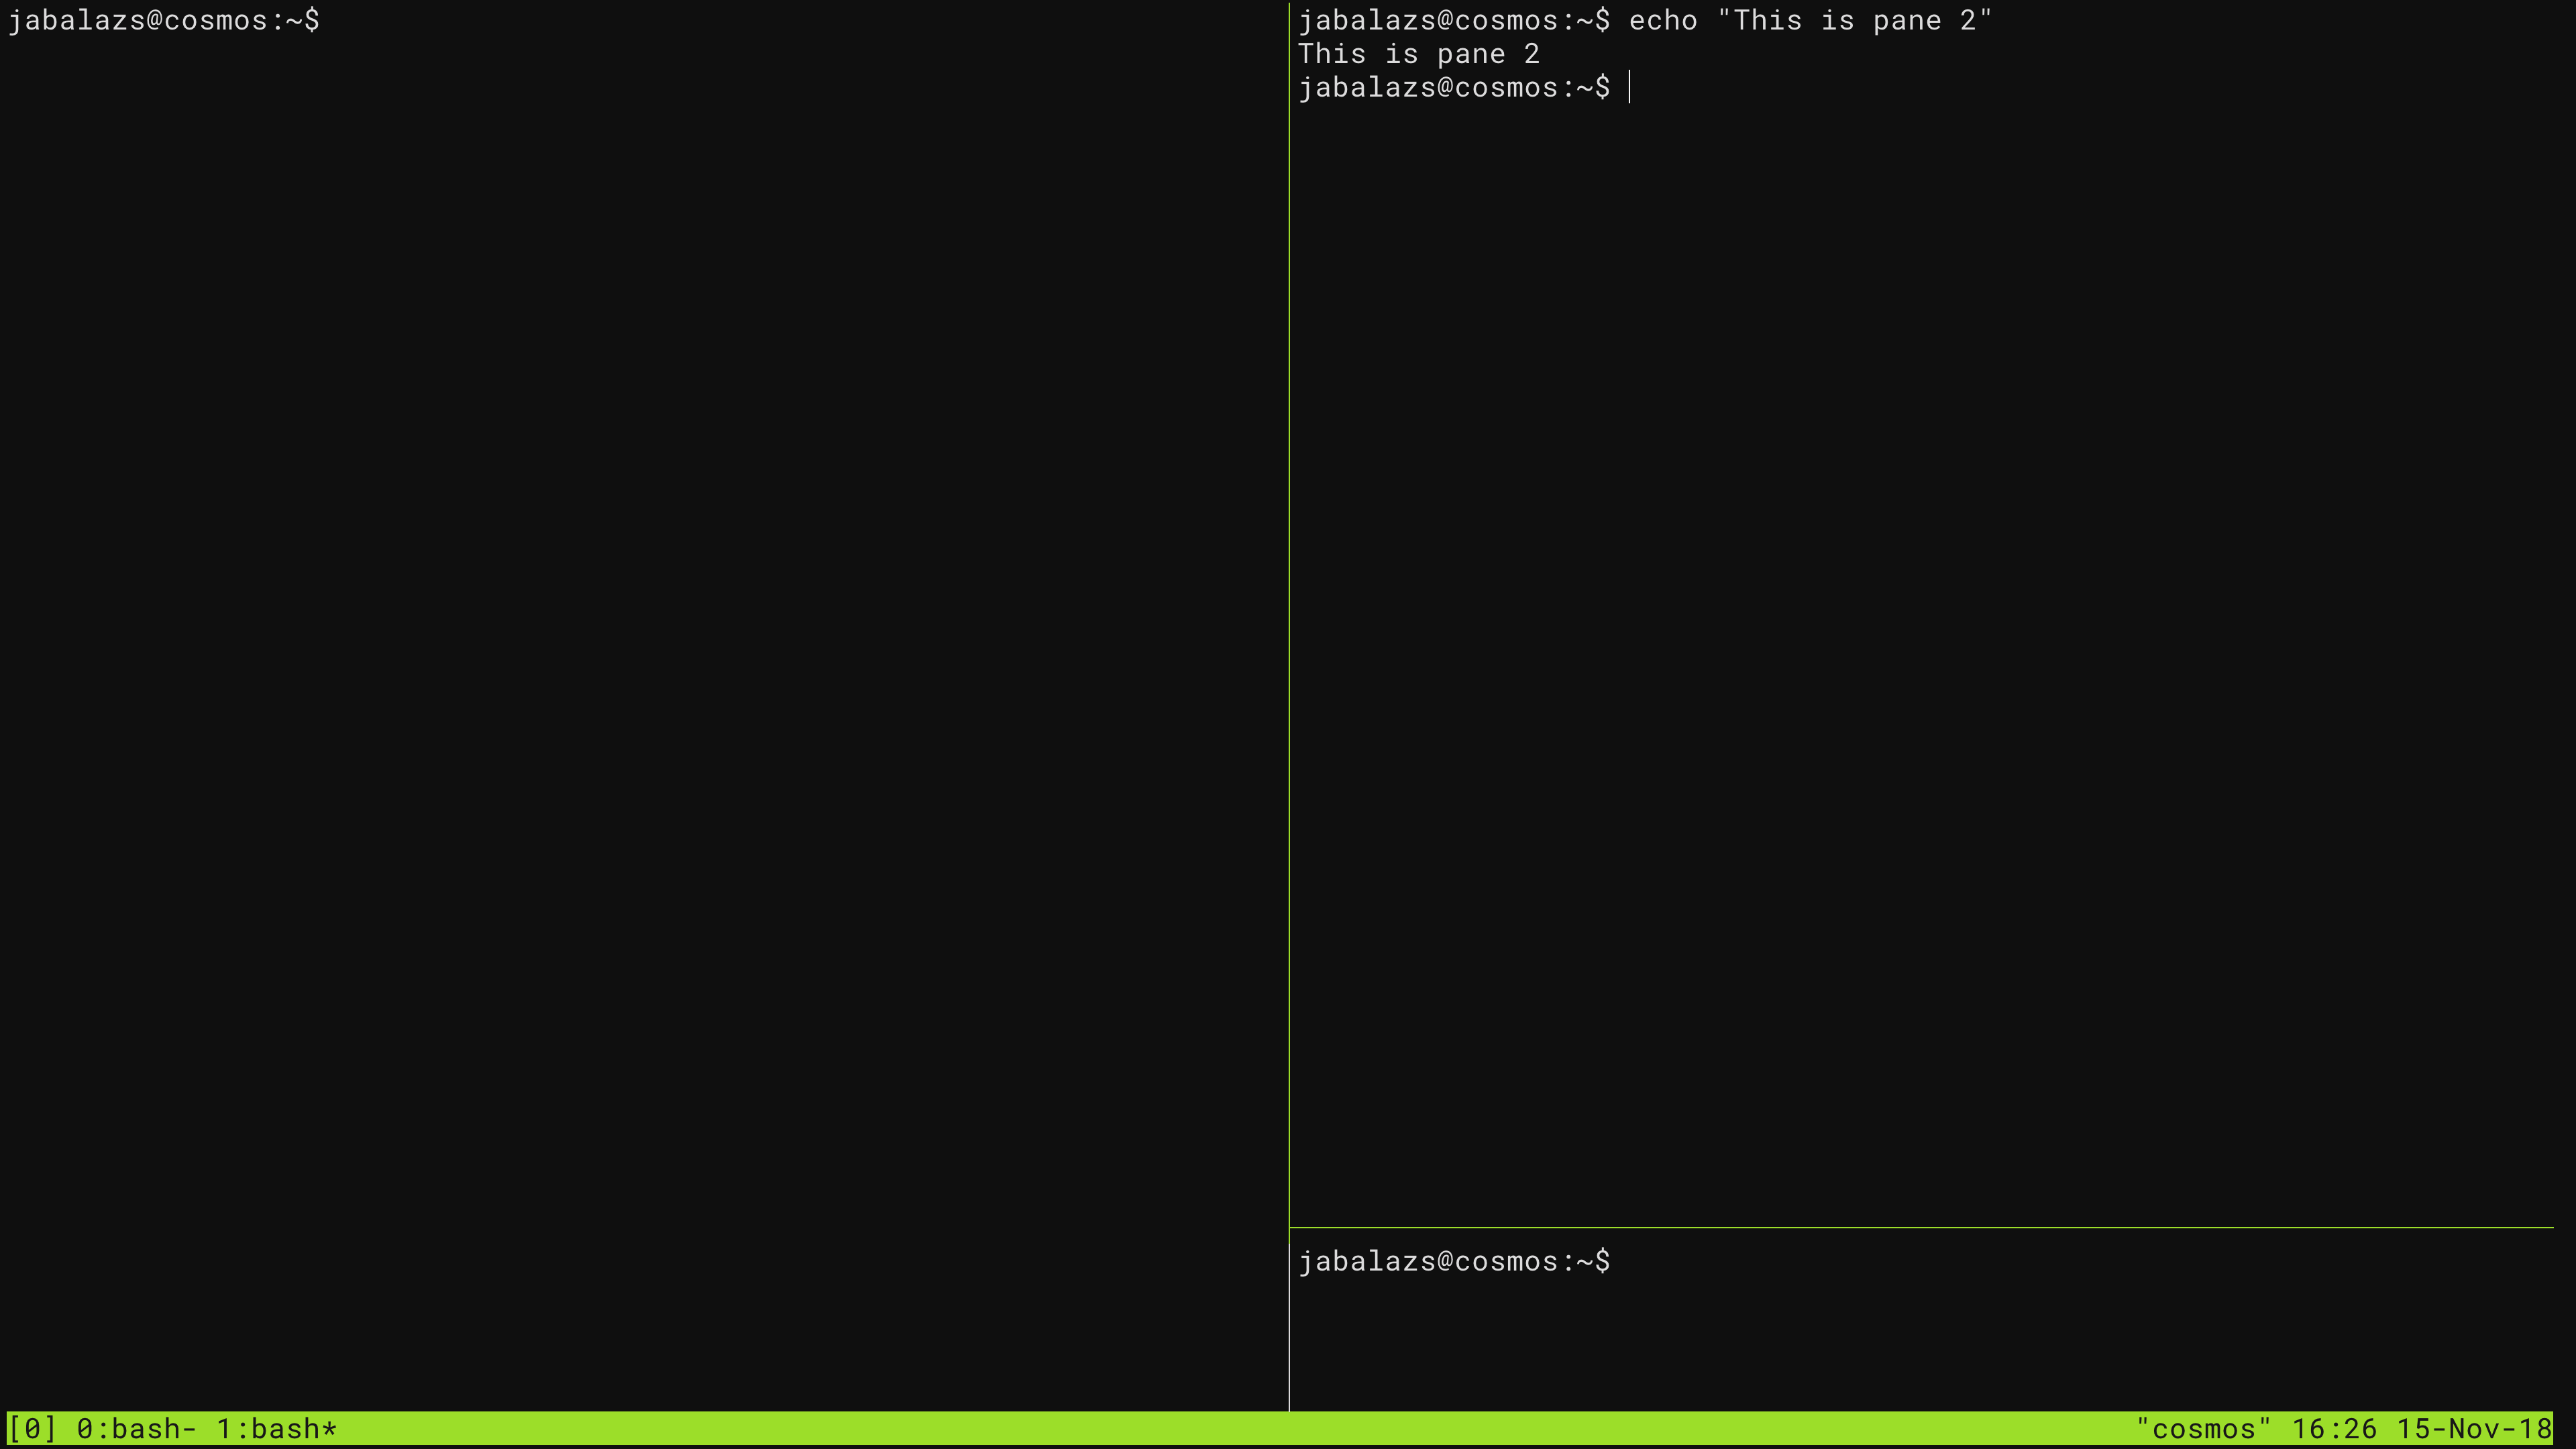 jabalazs@cosmos:~$
jabalazs@cosmos:~$ echo "This is pane 2"
This is pane 2
jabalazs@cosmos:~$
jabalazs@cosmos:~$
[0] 0:bash- 1:bash* "cosmos" 16:26 15-Nov-18